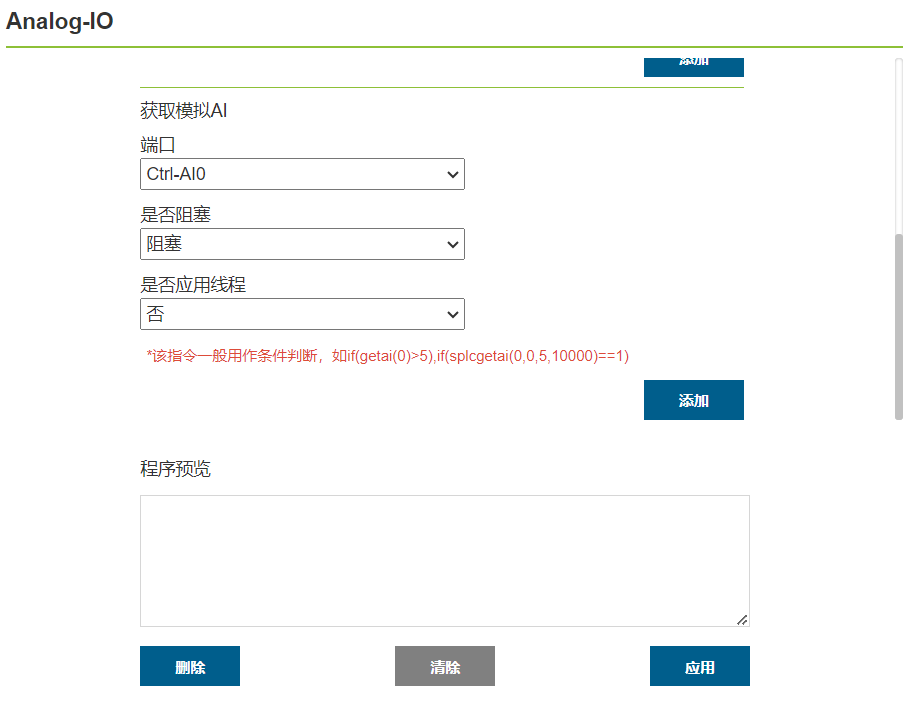 Analog-IO
添加
获取模拟AI
端口
Ctrl-AI0
是否阻塞
阻塞
是否应用线程
否
*该指令一般用作条件判断，如if(getai(0)>5),if(splcgetai(0,0,5,10000)==1)
添加
程序预览
删除
清除
应用